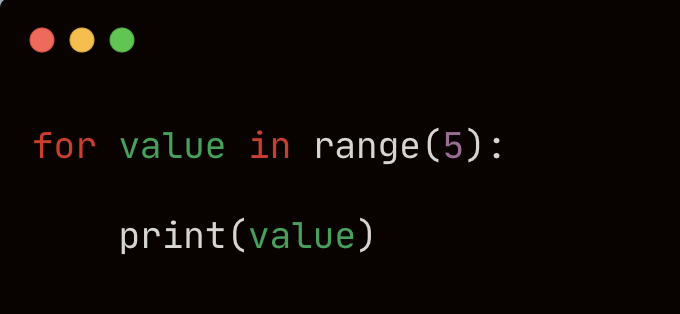 for value in range(5):
    print(value)